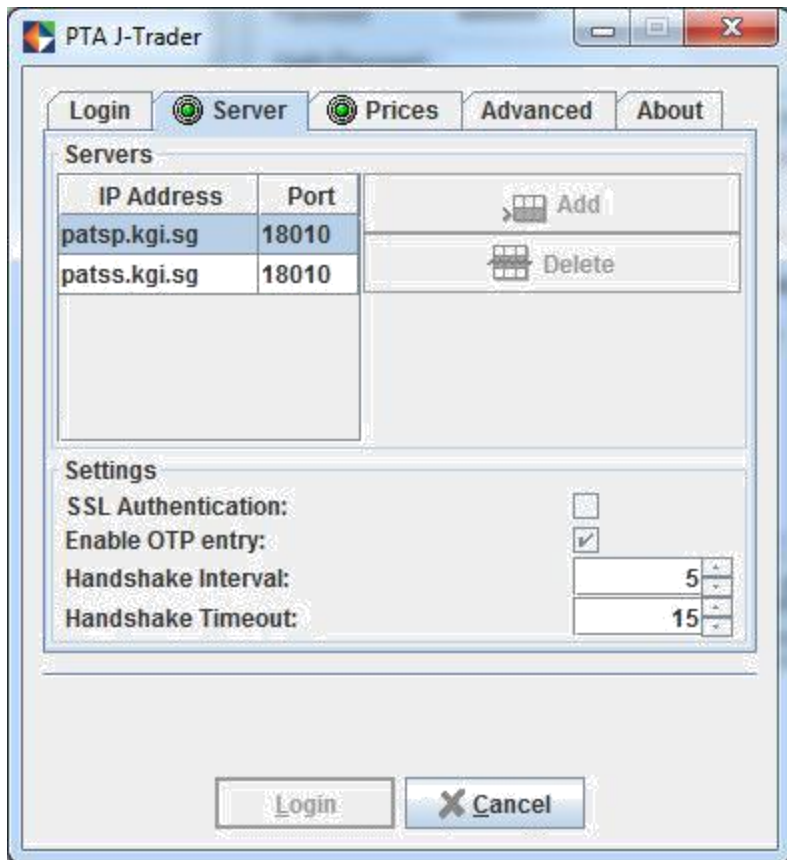 PTA J-Trader
Login Server Prices Advanced About
Servers
IP Address Port
patsp.kgi.sg 18010
patss.kgi.sg 18010
Add
Delete
Settings
SSL Authentication:
Enable OTP entry:
Handshake Interval: 5
Handshake Timeout: 15
Login Cancel